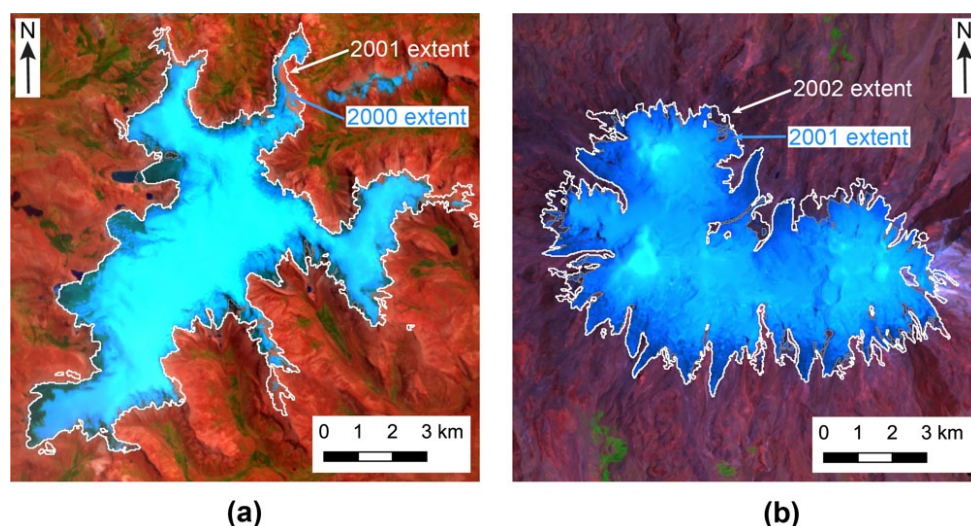 N
2001 extent
2000 extent
0 1 2 3 km
(a)
N
2002 extent
2001 extent
0 1 2 3 km
(b)